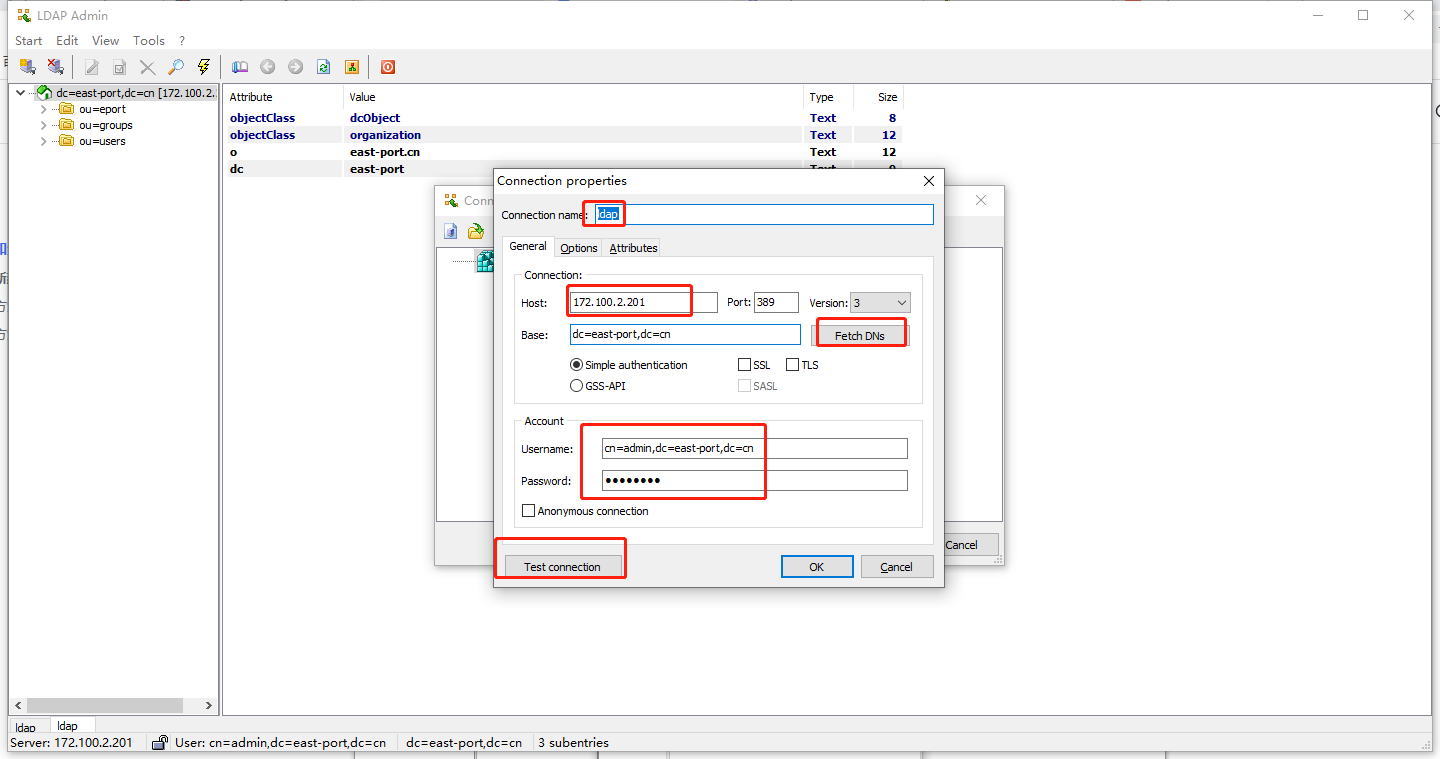 LDAP Admin
Start Edit View Tools ?
dc=east-port,dc=cn [172.100.2.
ou=eport
ou=groups
ou=users
Attribute Value Type Size
objectClass dcObject Text 8
objectClass organization Text 12
o east-port.cn Text 12
dc east-port Text 9
Conn
Connection properties
Connection name: ldap
General Options Attributes
Connection:
Host: 172.100.2.201 Port: 389 Version: 3
Base: dc=east-port,dc=cn Fetch DNs
Simple authentication SSL TLS
GSS-API SASL
Account
Username: cn=admin,dc=east-port,dc=cn
Password: ••••••••
Anonymous connection
Cancel
Test connection OK Cancel
ldap ldap
Server: 172.100.2.201 User: cn=admin,dc=east-port,dc=cn dc=east-port,dc=cn 3 subentries